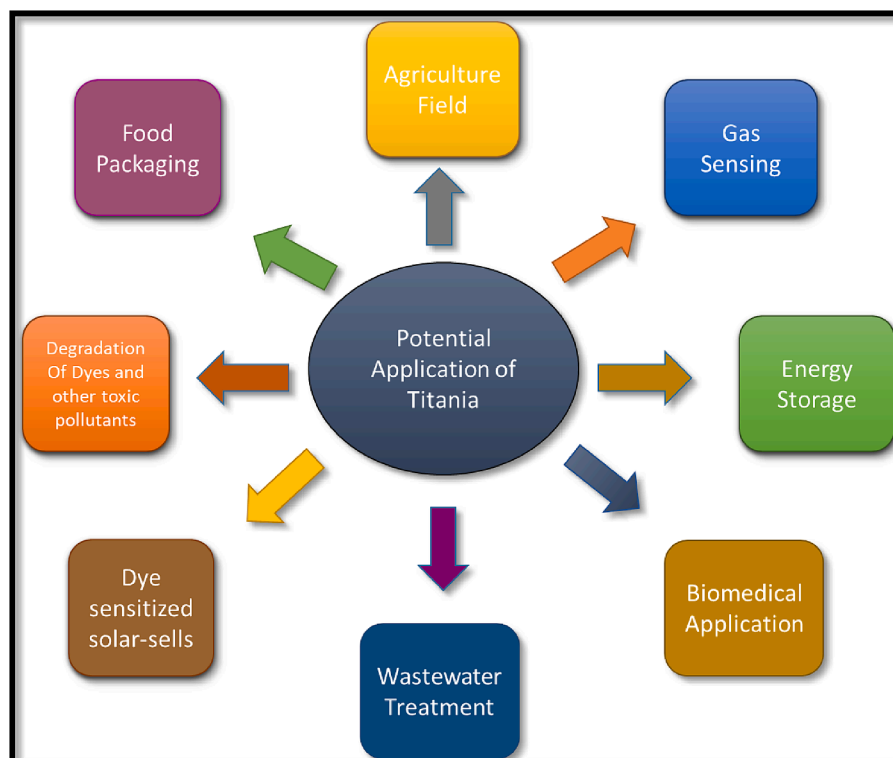 Agriculture
Field
Food
Packaging
Gas
Sensing
Potential
Application of
Titania
Degradation
Of Dyes and
other toxic
pollutants
Energy
Storage
Dye
sensitized
solar-sells
Biomedical
Application
Wastewater
Treatment